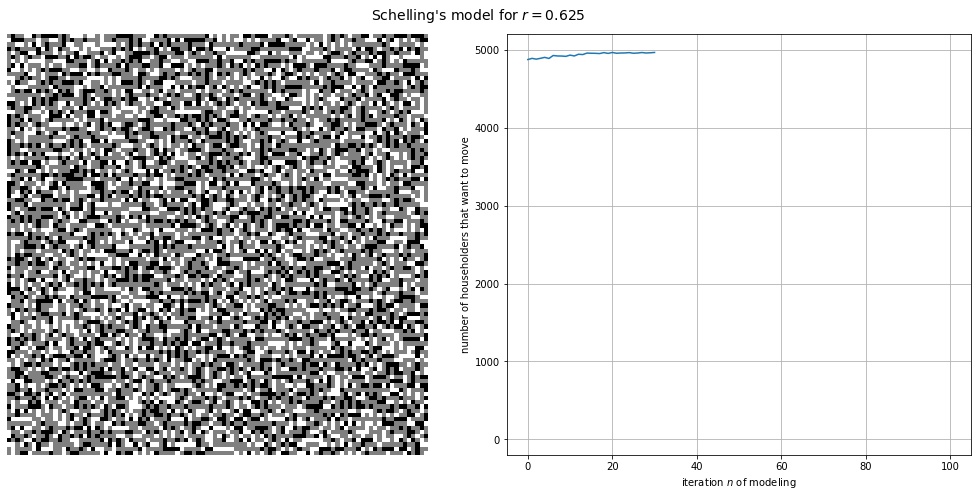 Schelling's model for r = 0.625
number of householders that want to move
5000
4000
3000
2000
1000
0
0 20 40 60 80 100
iteration n of modeling